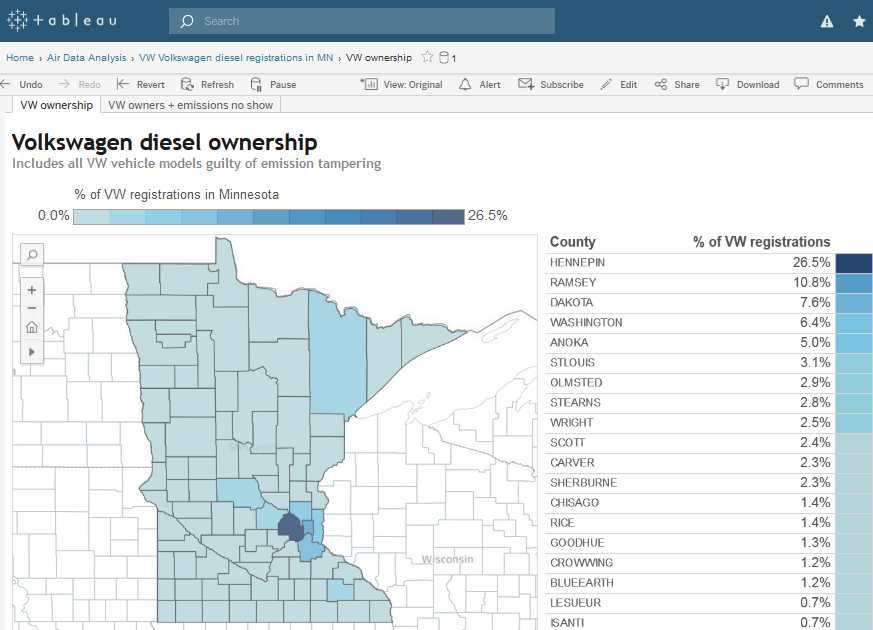 + a b l e a u
Search
Home › Air Data Analysis › VW Volkswagen diesel registrations in MN › VW ownership 1
Undo Redo Revert Refresh Pause View: Original Alert Subscribe Edit Share Download Comments
VW ownership VW owners + emissions no show
Volkswagen diesel ownership
Includes all VW vehicle models guilty of emission tampering
% of VW registrations in Minnesota
0.0% 26.5%
County % of VW registrations
HENNEPIN 26.5%
RAMSEY 10.8%
DAKOTA 7.6%
WASHINGTON 6.4%
ANOKA 5.0%
STLOUIS 3.1%
OLMSTED 2.9%
STEARNS 2.8%
WRIGHT 2.5%
SCOTT 2.4%
CARVER 2.3%
SHERBURNE 2.3%
CHISAGO 1.4%
RICE 1.4%
GOODHUE 1.3%
CROWWING 1.2%
BLUEEARTH 1.2%
LESUEUR 0.7%
ISANTI 0.7%
Minnesota
Wisconsin